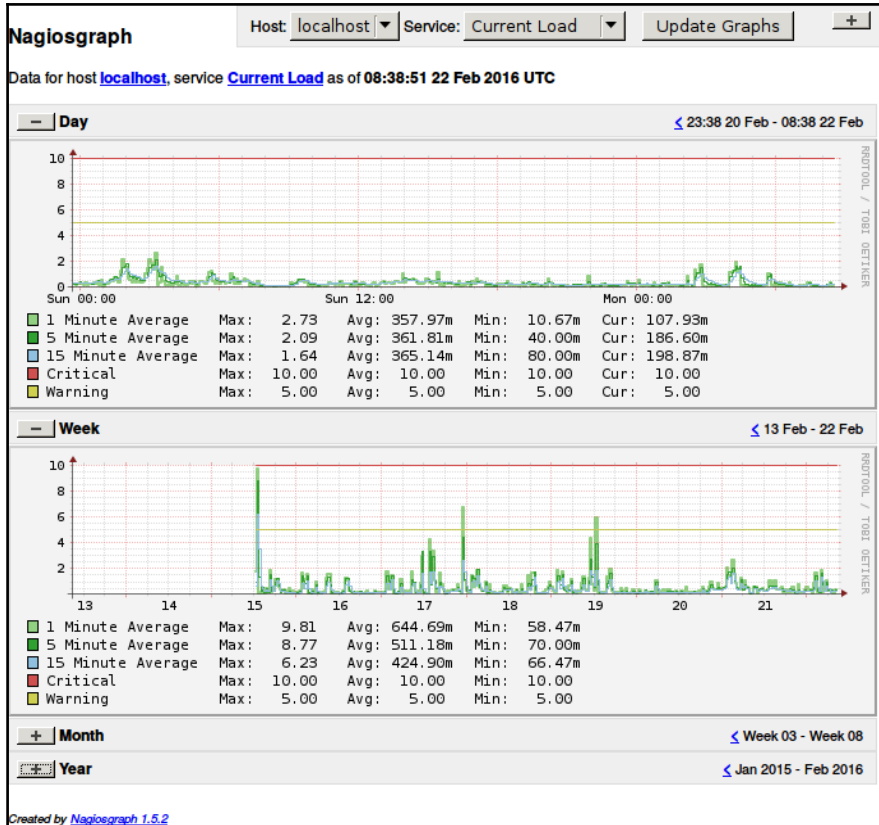 Nagiosgraph
Host: localhost Service: Current Load Update Graphs +
Data for host localhost, service Current Load as of 08:38:51 22 Feb 2016 UTC
− Day < 23:38 20 Feb - 08:38 22 Feb
10
8
6
4
2
0
Sun 00:00 Sun 12:00 Mon 00:00
RRDTOOL / TOBI OETIKER
1 Minute Average Max: 2.73 Avg: 357.97m Min: 10.67m Cur: 107.93m
5 Minute Average Max: 2.09 Avg: 361.81m Min: 40.00m Cur: 186.60m
15 Minute Average Max: 1.64 Avg: 365.14m Min: 80.00m Cur: 198.87m
Critical Max: 10.00 Avg: 10.00 Min: 10.00 Cur: 10.00
Warning Max: 5.00 Avg: 5.00 Min: 5.00 Cur: 5.00
− Week < 13 Feb - 22 Feb
10
8
6
4
2
13 14 15 16 17 18 19 20 21
RRDTOOL / TOBI OETIKER
1 Minute Average Max: 9.81 Avg: 644.69m Min: 58.47m
5 Minute Average Max: 8.77 Avg: 511.18m Min: 70.00m
15 Minute Average Max: 6.23 Avg: 424.90m Min: 66.47m
Critical Max: 10.00 Avg: 10.00 Min: 10.00
Warning Max: 5.00 Avg: 5.00 Min: 5.00
+ Month < Week 03 - Week 08
+ Year < Jan 2015 - Feb 2016
Created by Nagiosgraph 1.5.2